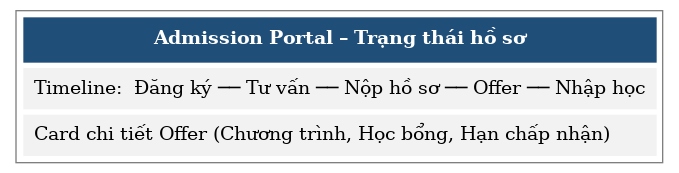 Admission Portal – Trạng thái hồ sơ
Timeline: Đăng ký ── Tư vấn ── Nộp hồ sơ ── Offer ── Nhập học
Card chi tiết Offer (Chương trình, Học bổng, Hạn chấp nhận)